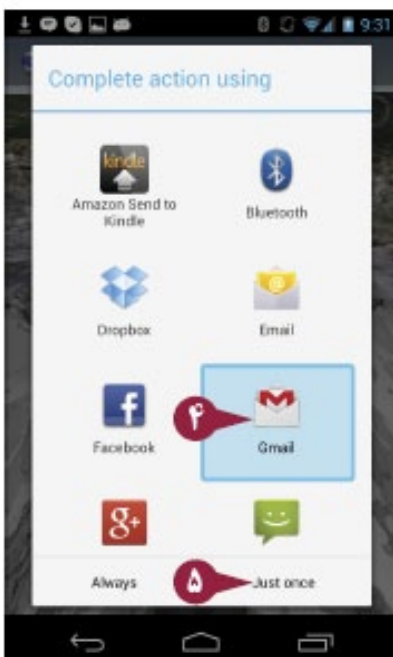 9:31
Complete action using
kindle
Amazon Send to
Kindle
Bluetooth
Dropbox
Email
Facebook
۴
Gmail
g+
Always
۵
Just once